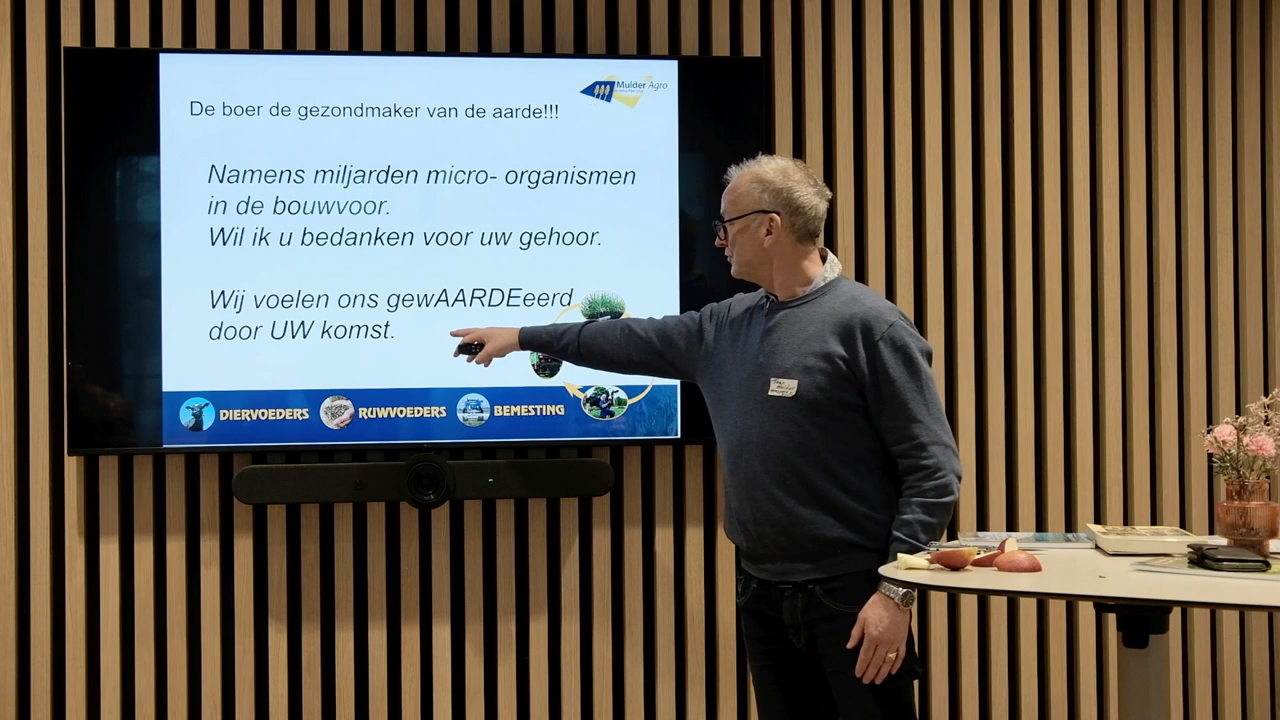 Mulder Agro
De boer de gezondmaker van de aarde!!!
Namens miljarden micro- organismen
in de bouwvoor.
Wil ik u bedanken voor uw gehoor.
Wij voelen ons gewAARDEeerd
door UW komst.
DIERVOEDERS RUWVOEDERS BEMESTING